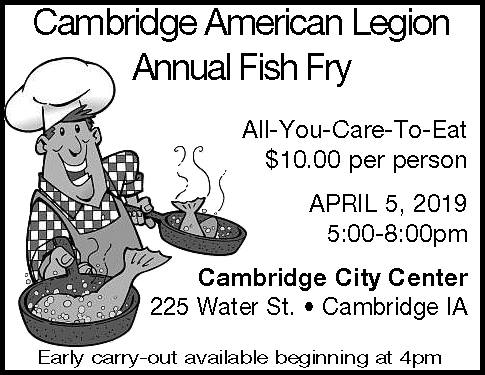 Cambridge American Legion
Annual Fish Fry
All-You-Care-To-Eat
$10.00 per person
APRIL 5, 2019
5:00-8:00pm
Cambridge City Center
225 Water St. • Cambridge IA
Early carry-out available beginning at 4pm